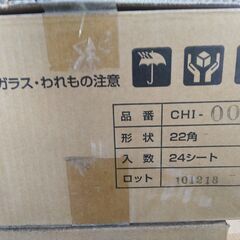 ガラス・われもの注意
品番 CHI-00
形状 22角
入数 24シート
ロット 101218